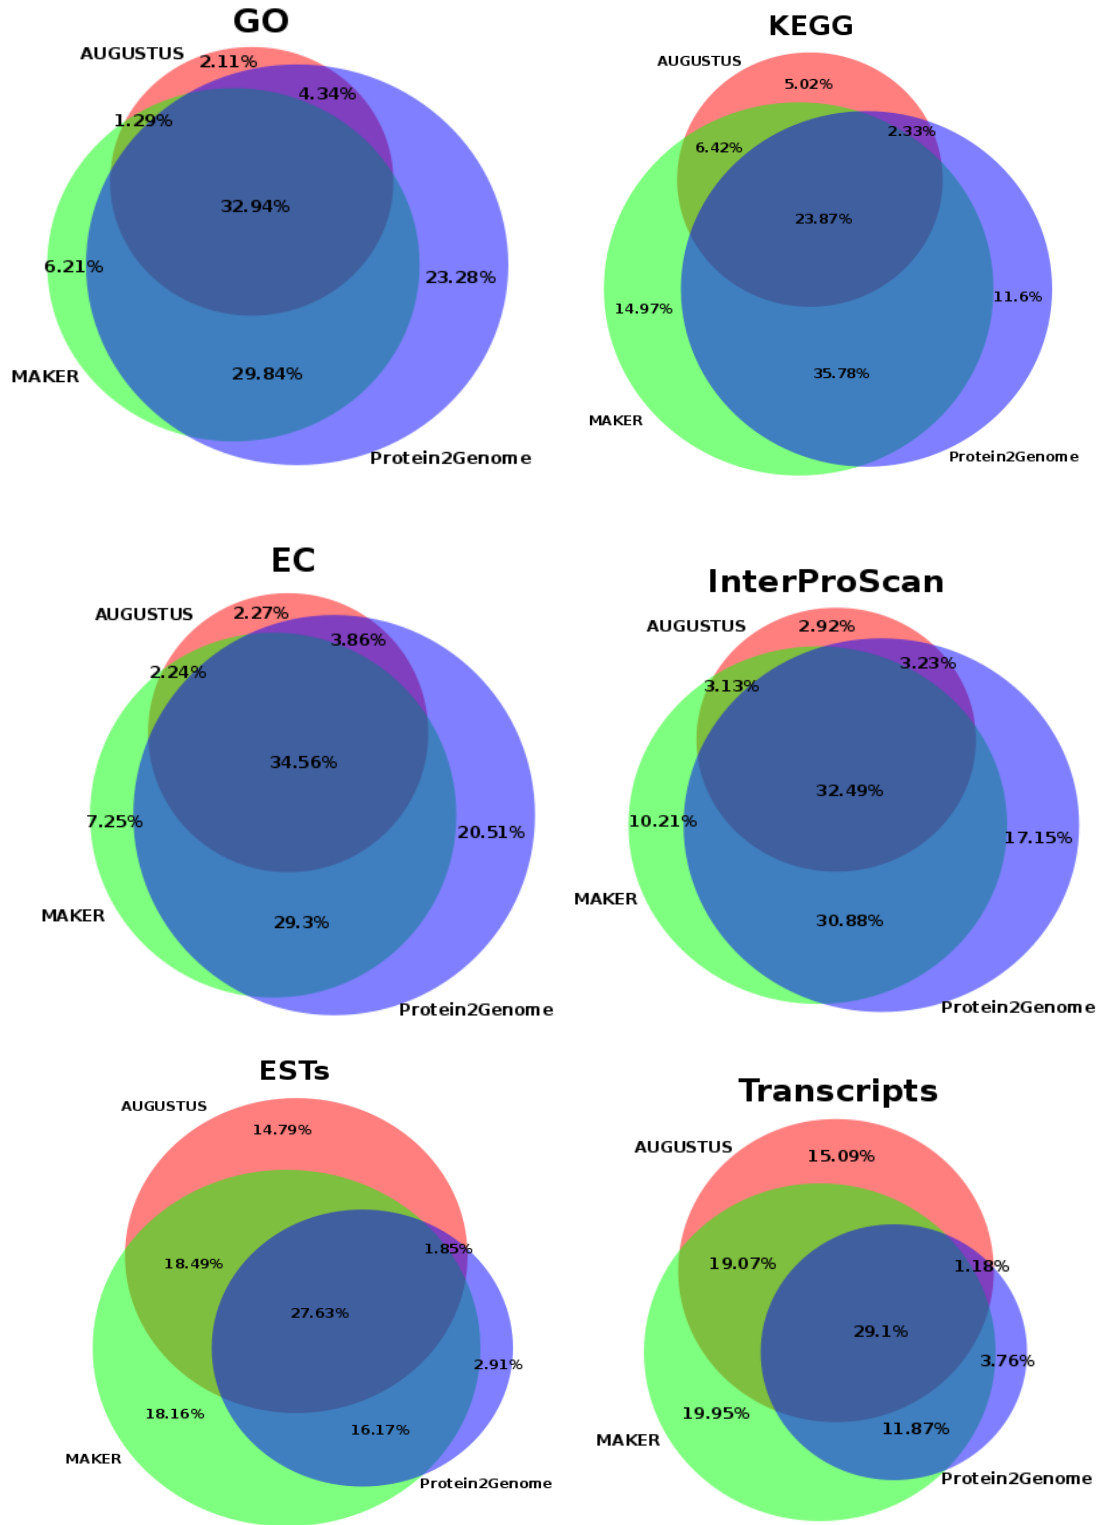 GO
AUGUSTUS
2.11%
4.34%
1.29%
32.94%
6.21%
23.28%
29.84%
MAKER
Protein2Genome
KEGG
AUGUSTUS
5.02%
2.33%
6.42%
23.87%
14.97%
11.6%
35.78%
MAKER
Protein2Genome
EC
AUGUSTUS
2.27%
3.86%
2.24%
34.56%
7.25%
20.51%
29.3%
MAKER
Protein2Genome
InterProScan
AUGUSTUS
2.92%
3.23%
3.13%
32.49%
10.21%
17.15%
30.88%
MAKER
Protein2Genome
ESTs
AUGUSTUS
14.79%
1.85%
18.49%
27.63%
2.91%
18.16%
16.17%
MAKER
Protein2Genome
Transcripts
AUGUSTUS
15.09%
19.07%
1.18%
29.1%
3.76%
19.95%
11.87%
MAKER
Protein2Genome